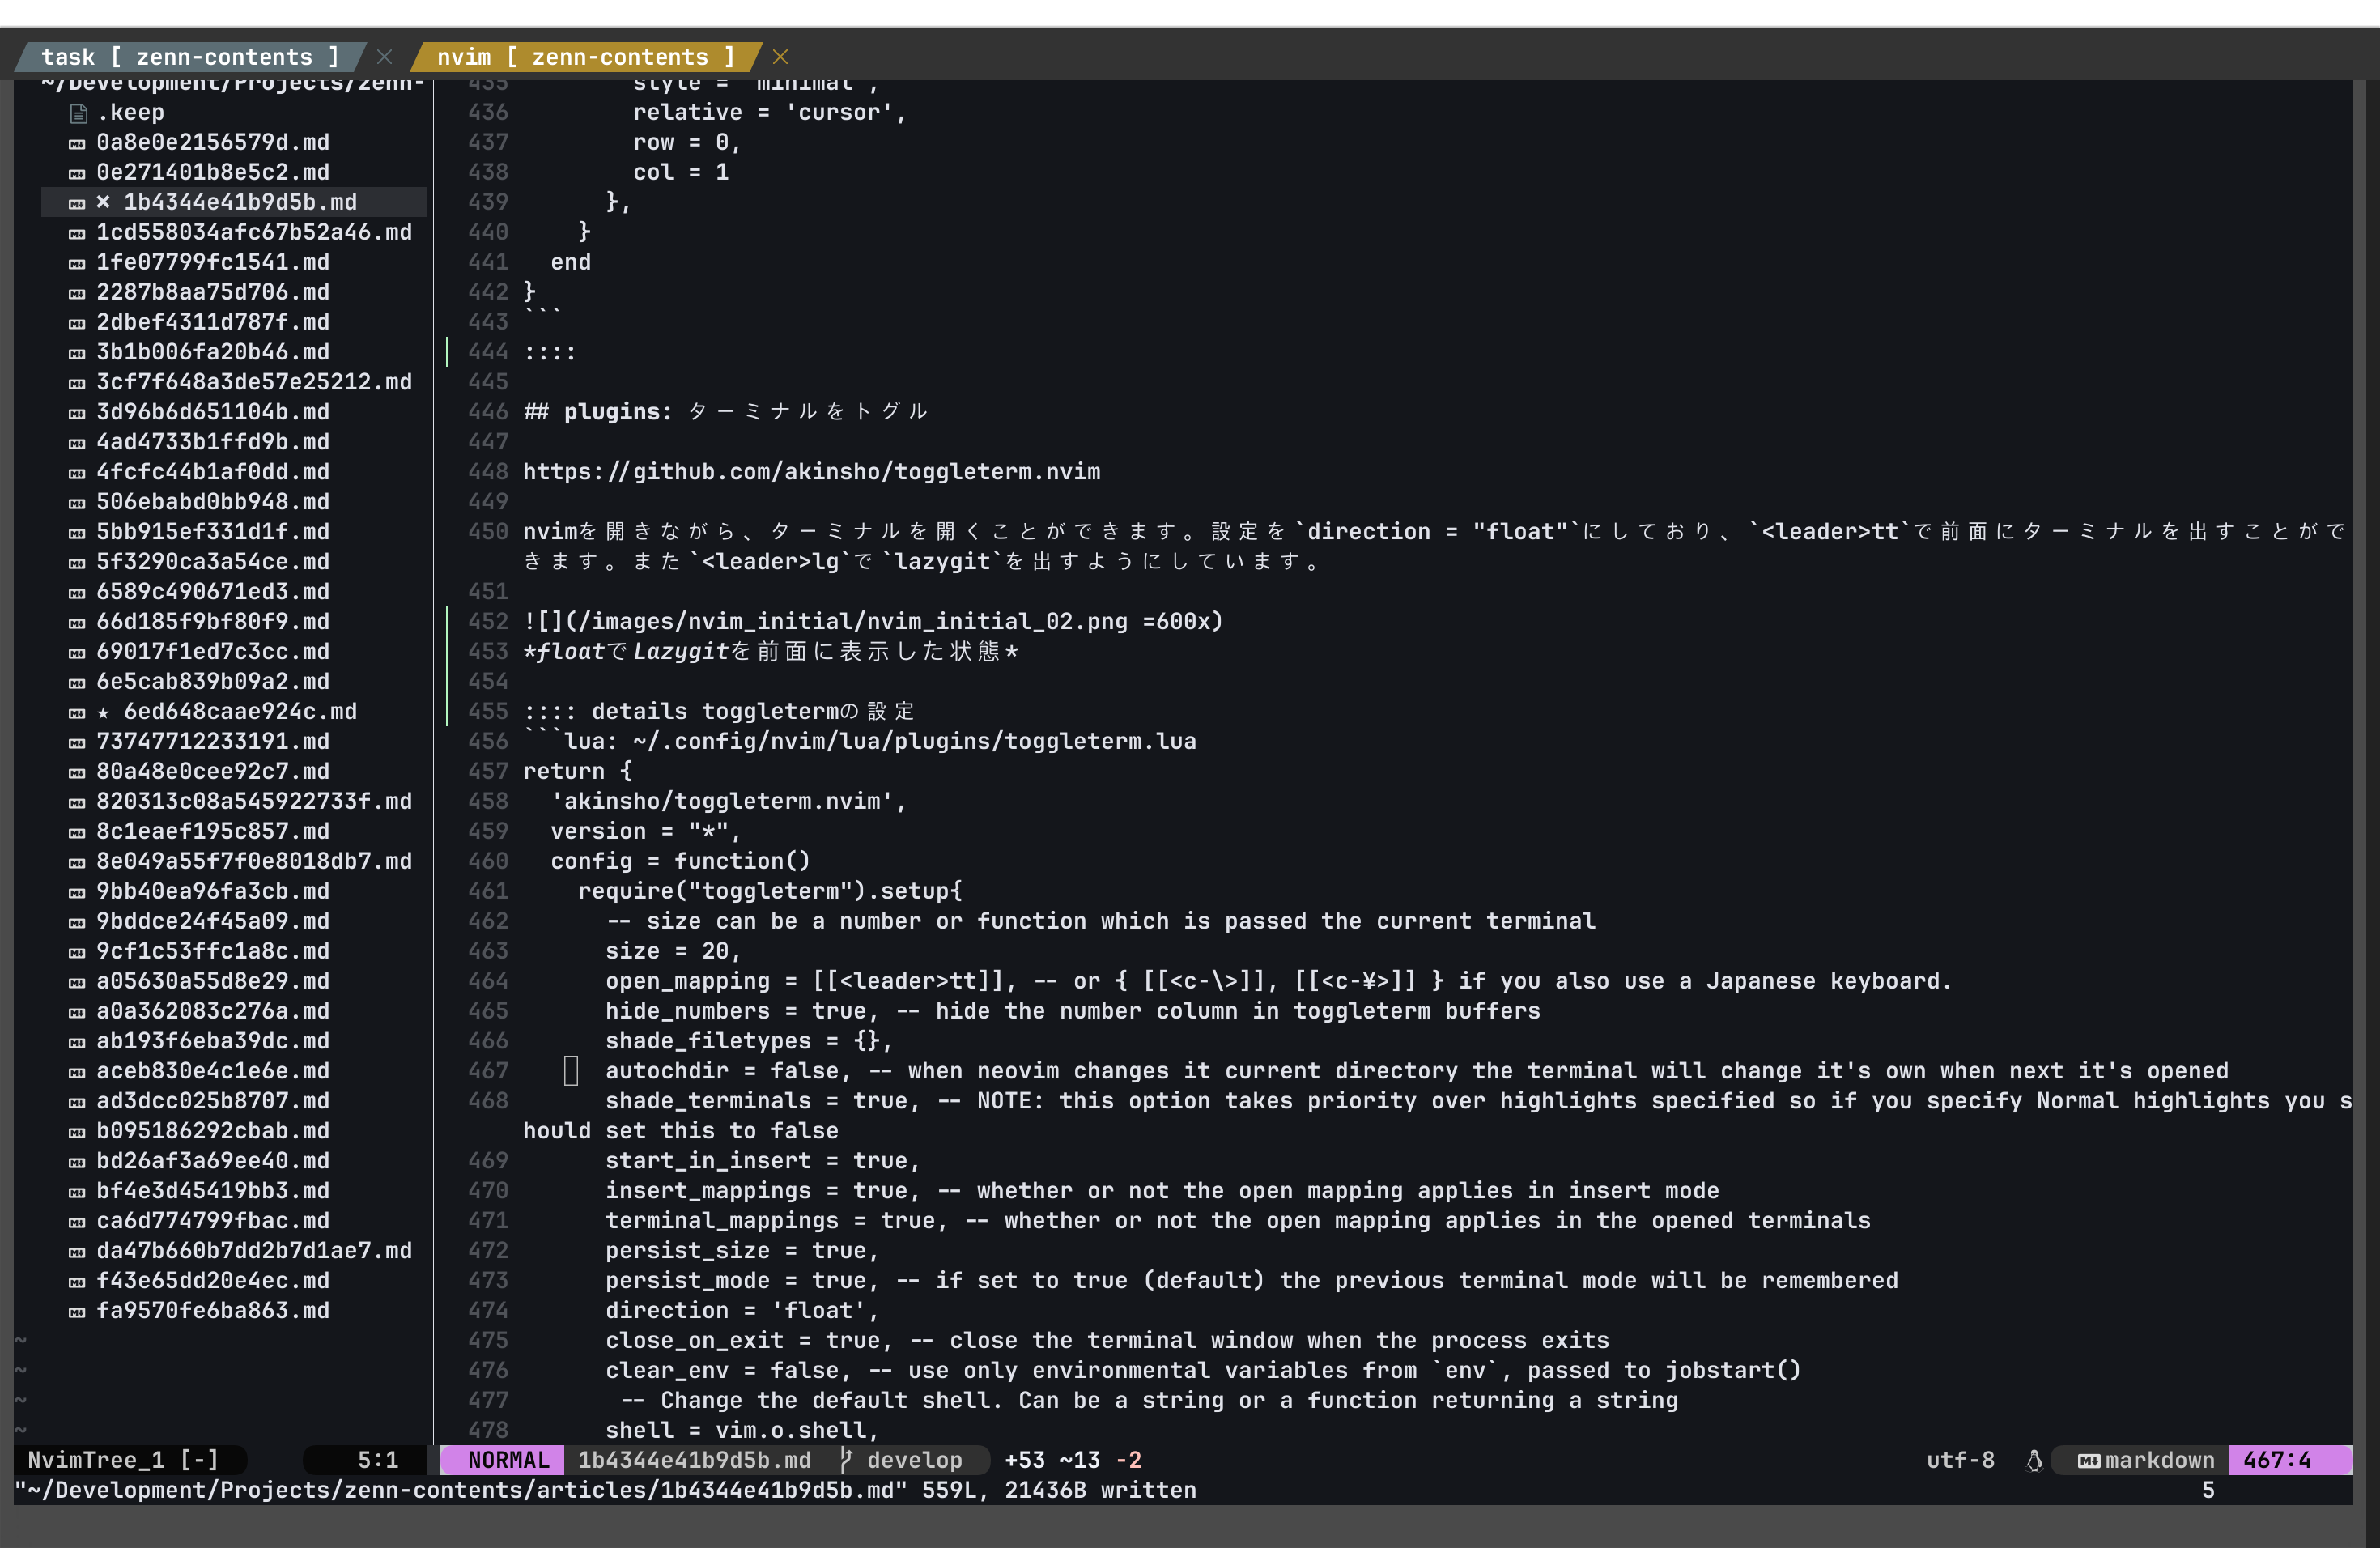 task [ zenn-contents ] ×
nvim [ zenn-contents ] ×
~/Development/Projects/zenn-
.keep
0a8e0e2156579d.md
0e271401b8e5c2.md
× 1b4344e41b9d5b.md
1cd558034afc67b52a46.md
1fe07799fc1541.md
2287b8aa75d706.md
2dbef4311d787f.md
3b1b006fa20b46.md
3cf7f648a3de57e25212.md
3d96b6d651104b.md
4ad4733b1ffd9b.md
4fcfc44b1af0dd.md
506ebabd0bb948.md
5bb915ef331d1f.md
5f3290ca3a54ce.md
6589c490671ed3.md
66d185f9bf80f9.md
69017f1ed7c3cc.md
6e5cab839b09a2.md
★ 6ed648caae924c.md
73747712233191.md
80a48e0cee92c7.md
820313c08a545922733f.md
8c1eaef195c857.md
8e049a55f7f0e8018db7.md
9bb40ea96fa3cb.md
9bddce24f45a09.md
9cf1c53ffc1a8c.md
a05630a55d8e29.md
a0a362083c276a.md
ab193f6eba39dc.md
aceb830e4c1e6e.md
ad3dcc025b8707.md
b095186292cbab.md
bd26af3a69ee40.md
bf4e3d45419bb3.md
ca6d774799fbac.md
da47b660b7dd2b7d1ae7.md
f43e65dd20e4ec.md
fa9570fe6ba863.md
~
~
~
~
435 style = 'minimal',
436 relative = 'cursor',
437 row = 0,
438 col = 1
439 },
440 }
441 end
442 }
443 ```
444 ::::
445
446 ## plugins: ターミナルをトグル
447
448 https://github.com/akinsho/toggleterm.nvim
449
450 nvimを開きながら、ターミナルを開くことができます。設定を`direction = "float"`にしており、`<leader>tt`で前面にターミナルを出すことがで
きます。また`<leader>lg`で`lazygit`を出すようにしています。
451
452 ![](/images/nvim_initial/nvim_initial_02.png =600x)
453 *floatでLazygitを前面に表示した状態*
454
455 :::: details toggletermの設定
456 ```lua: ~/.config/nvim/lua/plugins/toggleterm.lua
457 return {
458 'akinsho/toggleterm.nvim',
459 version = "*",
460 config = function()
461 require("toggleterm").setup{
462 -- size can be a number or function which is passed the current terminal
463 size = 20,
464 open_mapping = [[<leader>tt]], -- or { [[<c-\>]], [[<c-¥>]] } if you also use a Japanese keyboard.
465 hide_numbers = true, -- hide the number column in toggleterm buffers
466 shade_filetypes = {},
467 autochdir = false, -- when neovim changes it current directory the terminal will change it's own when next it's opened
468 shade_terminals = true, -- NOTE: this option takes priority over highlights specified so if you specify Normal highlights you s
hould set this to false
469 start_in_insert = true,
470 insert_mappings = true, -- whether or not the open mapping applies in insert mode
471 terminal_mappings = true, -- whether or not the open mapping applies in the opened terminals
472 persist_size = true,
473 persist_mode = true, -- if set to true (default) the previous terminal mode will be remembered
474 direction = 'float',
475 close_on_exit = true, -- close the terminal window when the process exits
476 clear_env = false, -- use only environmental variables from `env`, passed to jobstart()
477 -- Change the default shell. Can be a string or a function returning a string
478 shell = vim.o.shell,
NvimTree_1 [-] 5:1 NORMAL 1b4344e41b9d5b.md develop +53 ~13 -2 utf-8 markdown 467:4
"~/Development/Projects/zenn-contents/articles/1b4344e41b9d5b.md" 559L, 21436B written 5